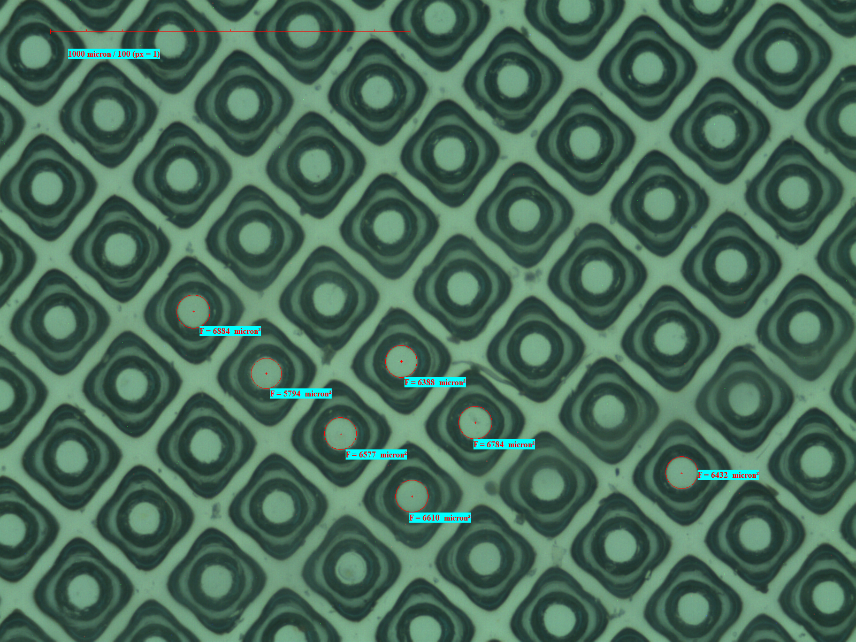 1000 micron / 100 (px = 1)
F = 6884 micron²
F = 6388 micron²
F = 5794 micron²
F = 6784 micron²
F = 6577 micron²
F = 6432 micron²
F = 6610 micron²